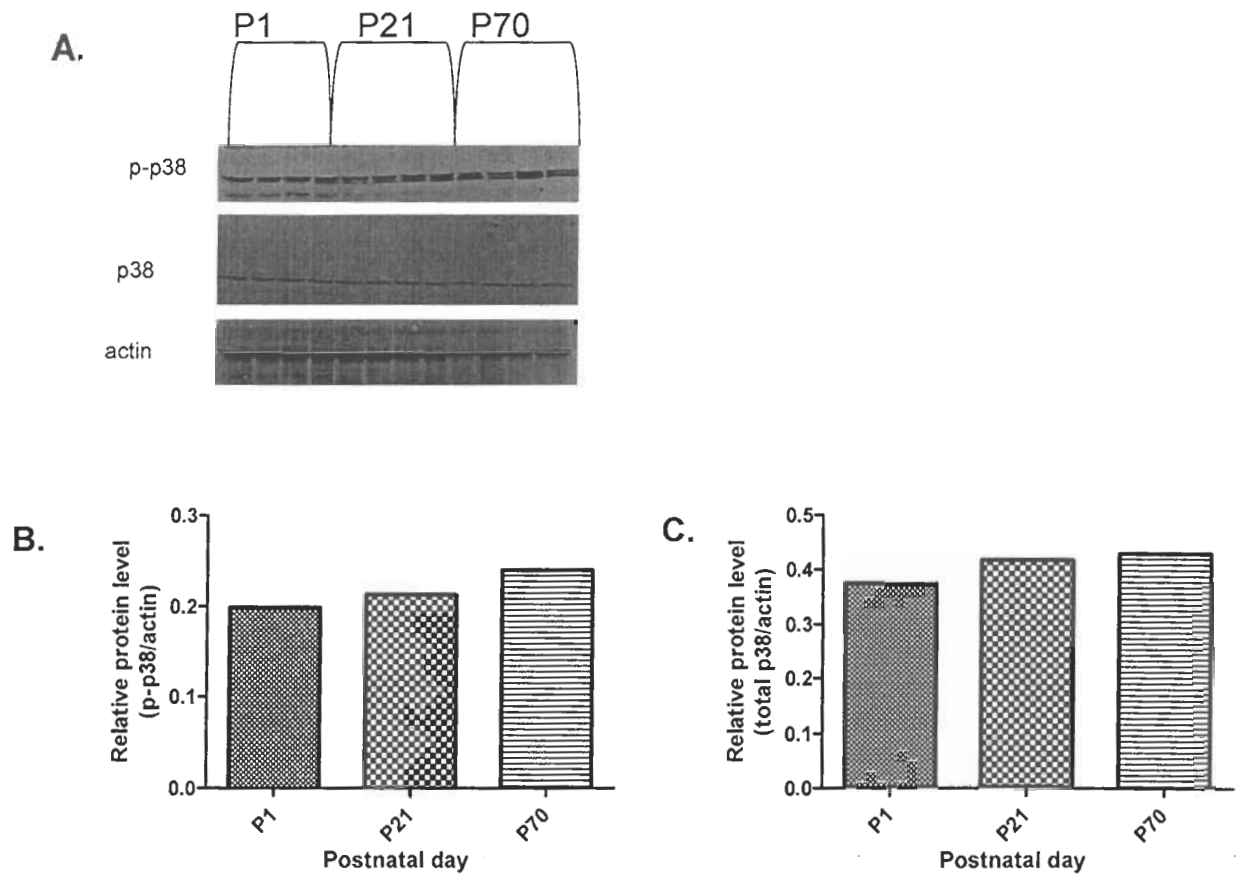 A.
P1 P21 P70
p-p38
p38
actin
B.
Relative protein level
(p-p38/actin)
0.3
0.2
0.1
0.0
P1 P21 P70
Postnatal day
C.
Relative protein level
(total p38/actin)
0.5
0.4
0.3
0.2
0.1
0.0
P1 P21 P70
Postnatal day